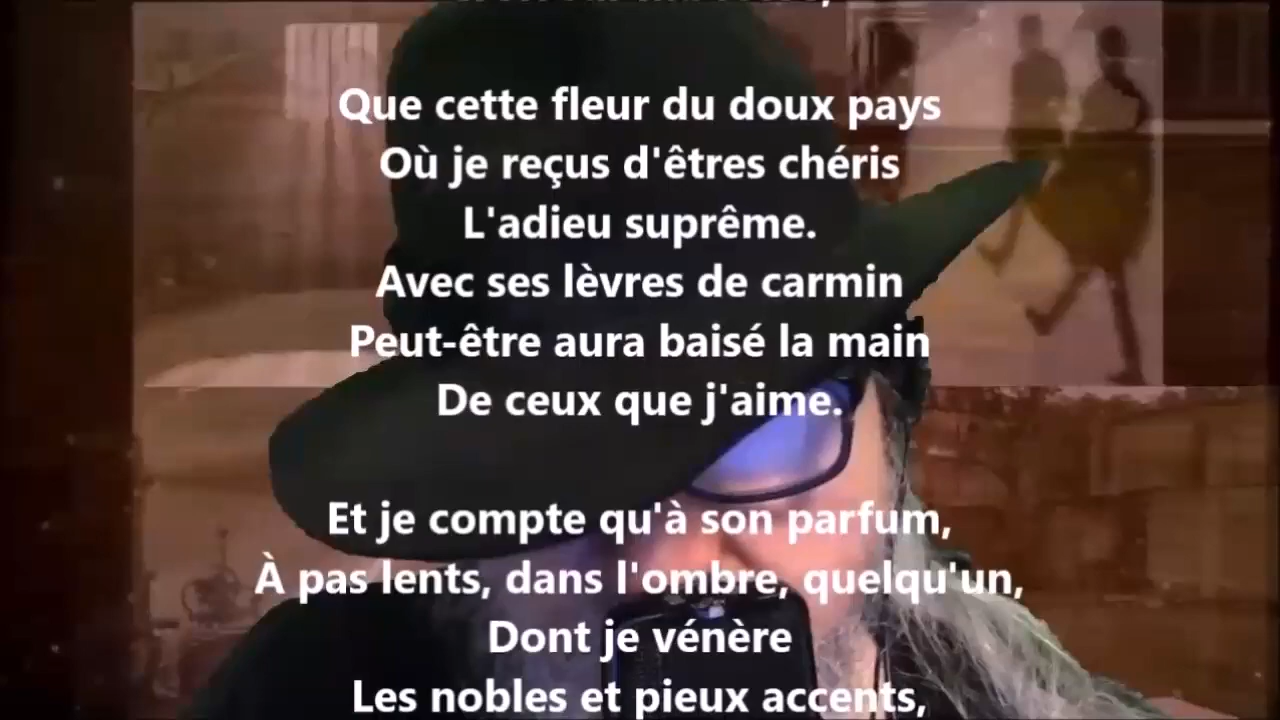 Que cette fleur du doux pays
Où je reçus d'êtres chéris
L'adieu suprême.
Avec ses lèvres de carmin
Peut-être aura baisé la main
De ceux que j'aime.
Et je compte qu'à son parfum,
À pas lents, dans l'ombre, quelqu'un,
Dont je vénère
Les nobles et pieux accents,